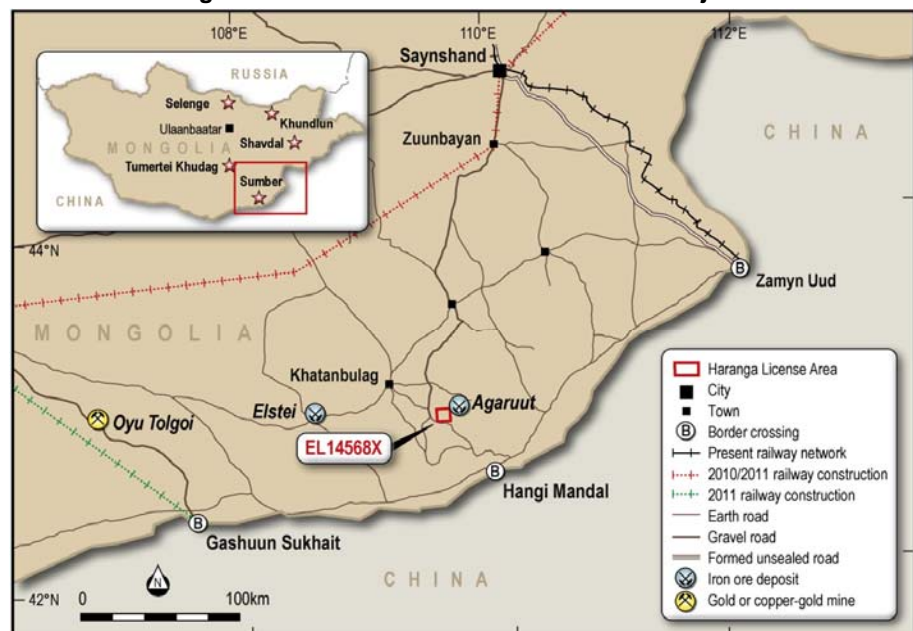 108°E
110°E
112°E
Saynshand
RUSSIA
Selenge
Khundlun
Ulaanbaatar
MONGOLIA
Shavdal
Tumertei Khudag
Sumber
CHINA
Zuunbayan
CHINA
44°N
Zamyn Uud
MONGOLIA
Khatanbulag
Elstei
Agaruut
Oyu Tolgoi
EL14568X
Hangi Mandal
Gashuun Sukhait
CHINA
42°N
N
0
100km
Haranga License Area
City
Town
B Border crossing
Present railway network
2010/2011 railway construction
2011 railway construction
Earth road
Gravel road
Formed unsealed road
Iron ore deposit
Gold or copper-gold mine
B
B
B